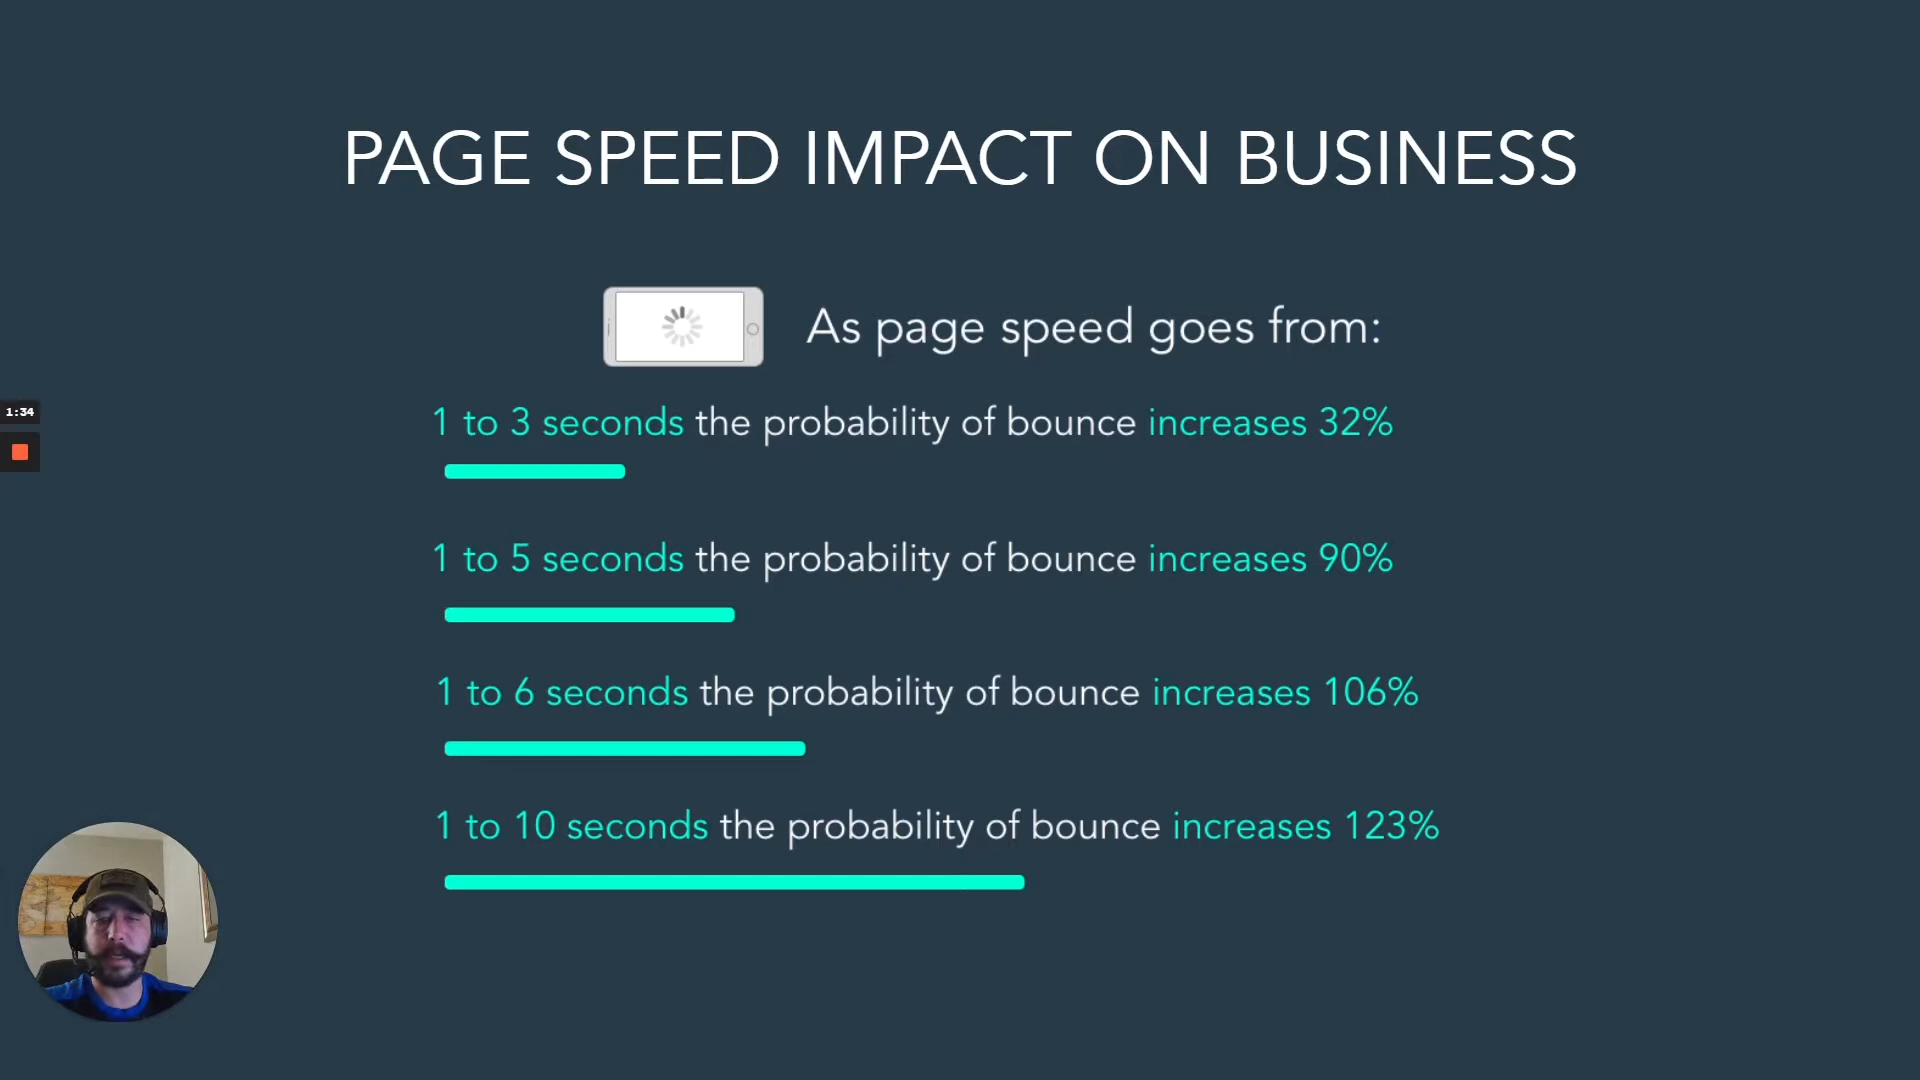 PAGE SPEED IMPACT ON BUSINESS
As page speed goes from:
1 to 3 seconds the probability of bounce increases 32%
1:34
1 to 5 seconds the probability of bounce increases 90%
1 to 6 seconds the probability of bounce increases 106%
1 to 10 seconds the probability of bounce increases 123%